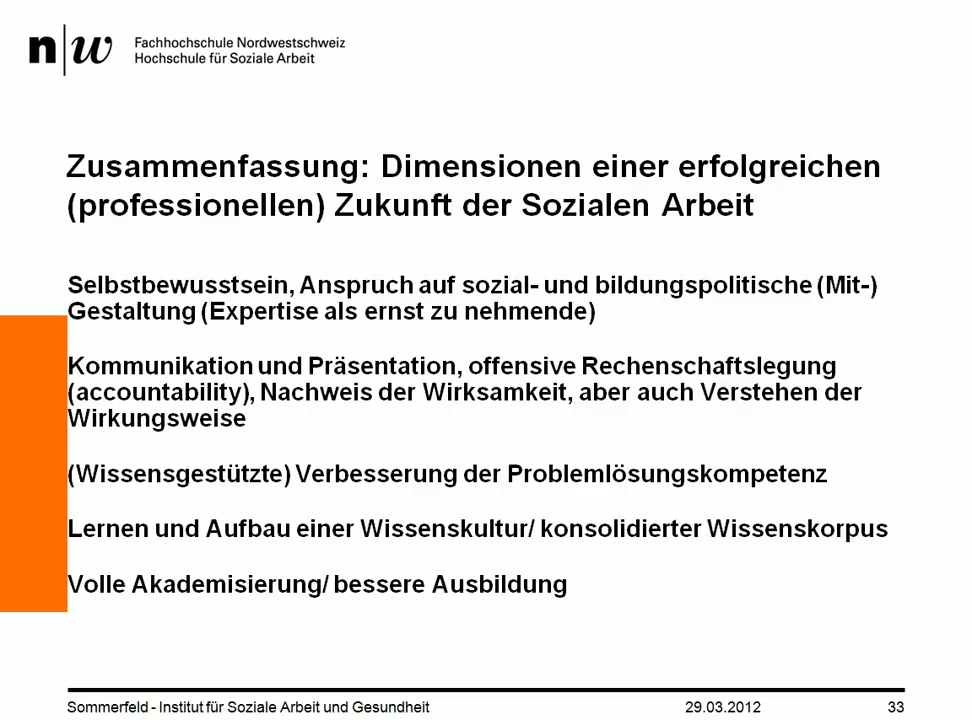 n|w Fachhochschule Nordwestschweiz
Hochschule für Soziale Arbeit
Zusammenfassung: Dimensionen einer erfolgreichen
(professionellen) Zukunft der Sozialen Arbeit
Selbstbewusstsein, Anspruch auf sozial- und bildungspolitische (Mit-)
Gestaltung (Expertise als ernst zu nehmende)
Kommunikation und Präsentation, offensive Rechenschaftslegung
(accountability), Nachweis der Wirksamkeit, aber auch Verstehen der
Wirkungsweise
(Wissensgestützte) Verbesserung der Problemlösungskompetenz
Lernen und Aufbau einer Wissenskultur/ konsolidierter Wissenskorpus
Volle Akademisierung/ bessere Ausbildung
Sommerfeld - Institut für Soziale Arbeit und Gesundheit 29.03.2012 33